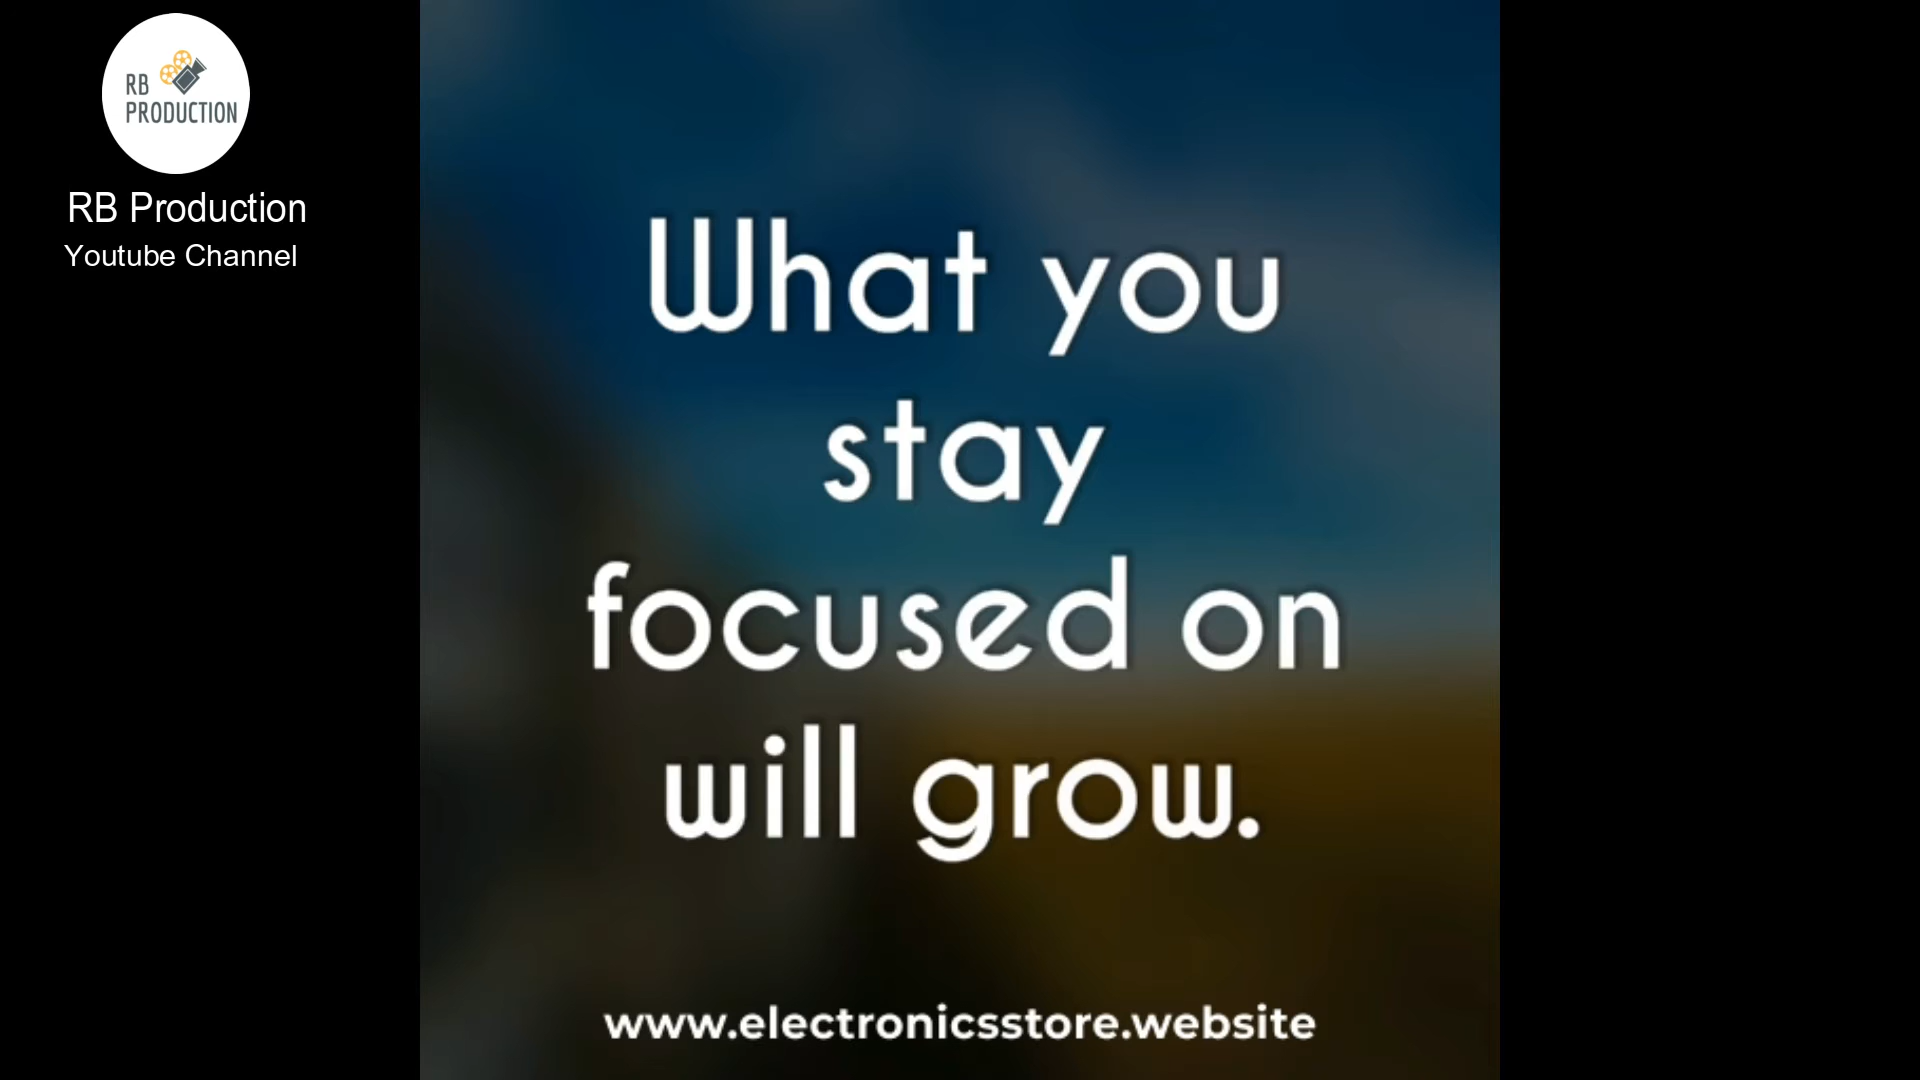 RB
PRODUCTION
RB Production
Youtube Channel
What you
stay
focused on
will grow.
www.electronicsstore.website